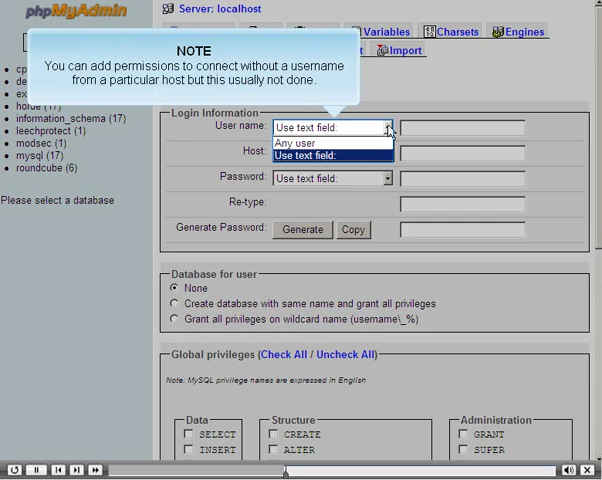 phpMyAdmin
Server: localhost
Variables
Charsets
Engines
Import
NOTE
You can add permissions to connect without a username
from a particular host but this usually not done.
cp
de
ex
horde (17)
information_schema (17)
leechprotect (1)
modsec (1)
mysql (17)
roundcube (6)
Please select a database
Login Information
User name:
Use text field:
Any user
Use text field:
Host:
Password:
Use text field:
Re-type:
Generate Password:
Generate
Copy
Database for user
None
Create database with same name and grant all privileges
Grant all privileges on wildcard name (username\_%)
Global privileges (Check All / Uncheck All)
Note: MySQL privilege names are expressed in English
Data
Structure
Administration
SELECT
CREATE
GRANT
INSERT
ALTER
SUPER